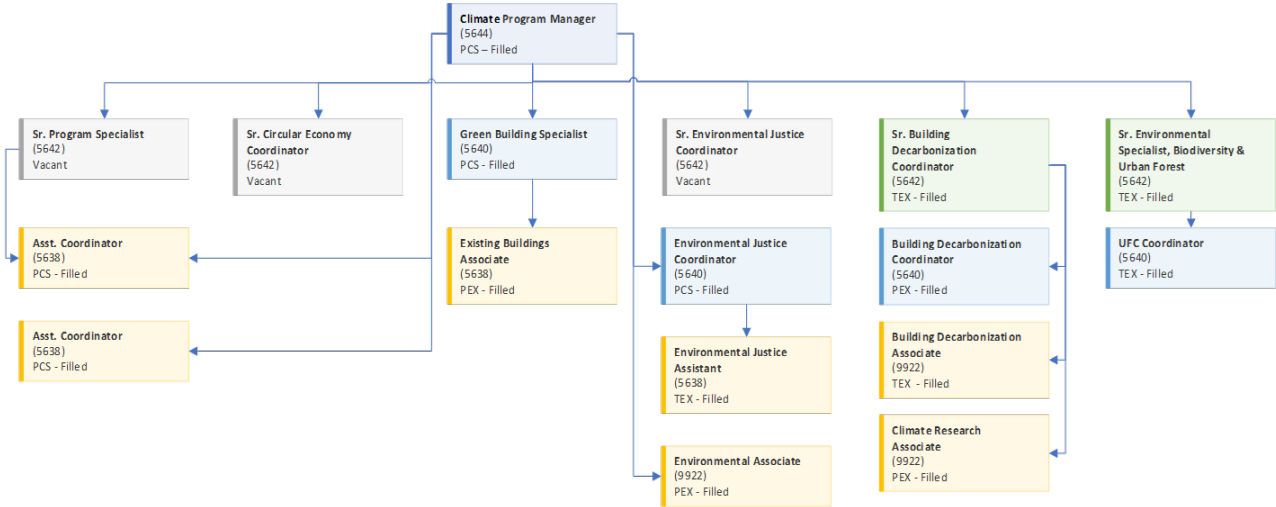 Climate Program Manager
(5644)
PCS – Filled
Sr. Program Specialist
(5642)
Vacant
Sr. Circular Economy
Coordinator
(5642)
Vacant
Green Building Specialist
(5640)
PCS - Filled
Sr. Environmental Justice
Coordinator
(5642)
Vacant
Sr. Building
Decarbonization
Coordinator
(5642)
TEX - Filled
Sr. Environmental
Specialist, Biodiversity &
Urban Forest
(5642)
TEX - Filled
Asst. Coordinator
(5638)
PCS - Filled
Existing Buildings
Associate
(5638)
PEX - Filled
Environmental Justice
Coordinator
(5640)
PCS - Filled
Building Decarbonization
Coordinator
(5640)
PEX - Filled
UFC Coordinator
(5640)
TEX - Filled
Asst. Coordinator
(5638)
PCS - Filled
Environmental Justice
Assistant
(5638)
TEX - Filled
Building Decarbonization
Associate
(9922)
TEX  - Filled
Environmental Associate
(9922)
PEX - Filled
Climate Research
Associate
(9922)
PEX - Filled